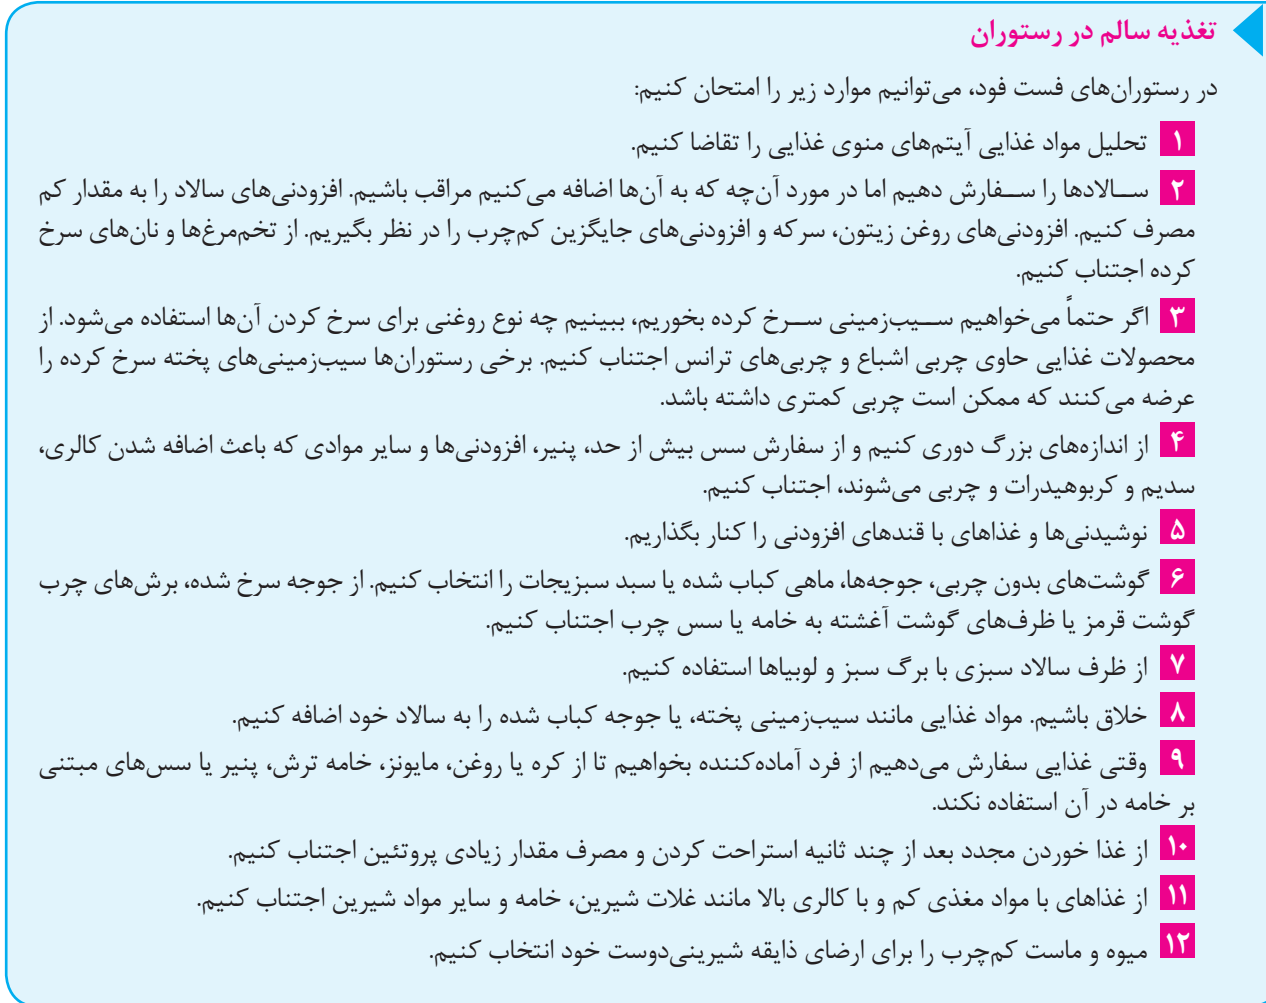 تغذیه سالم در رستوران
در رستوران‌های فست فود، می‌توانیم موارد زیر را امتحان کنیم:
۱ تحلیل مواد غذایی آیتم‌های منوی غذایی را تقاضا کنیم.
۲ سـالادها را سـفارش دهیم اما در مورد آن‌چه که به آن‌ها اضافه می‌کنیم مراقب باشیم. افزودنی‌های سالاد را به مقدار کم
مصرف کنیم. افزودنی‌های روغن زیتون، سرکه و افزودنی‌های جایگزین کم‌چرب را در نظر بگیریم. از تخم‌مرغ‌ها و نان‌های سرخ
کرده اجتناب کنیم.
۳ اگر حتماً می‌خواهیم سـیب‌زمینی سـرخ کرده بخوریم، ببینیم چه نوع روغنی برای سرخ کردن آن‌ها استفاده می‌شود. از
محصولات غذایی حاوی چربی اشباع و چربی‌های ترانس اجتناب کنیم. برخی رستوران‌ها سیب‌زمینی‌های پخته سرخ کرده را
عرضه می‌کنند که ممکن است چربی کمتری داشته باشد.
۴ از اندازه‌های بزرگ دوری کنیم و از سفارش سس بیش از حد، پنیر، افزودنی‌ها و سایر موادی که باعث اضافه شدن کالری،
سدیم و کربوهیدرات و چربی می‌شوند، اجتناب کنیم.
۵ نوشیدنی‌ها و غذاهای با قندهای افزودنی را کنار بگذاریم.
۶ گوشت‌های بدون چربی، جوجه‌ها، ماهی کباب شده یا سبد سبزیجات را انتخاب کنیم. از جوجه سرخ شده، برش‌های چرب
گوشت قرمز یا ظرف‌های گوشت آغشته به خامه یا سس چرب اجتناب کنیم.
۷ از ظرف سالاد سبزی با برگ سبز و لوبیاها استفاده کنیم.
۸ خلاق باشیم. مواد غذایی مانند سیب‌زمینی پخته، یا جوجه کباب شده را به سالاد خود اضافه کنیم.
۹ وقتی غذایی سفارش می‌دهیم از فرد آماده‌کننده بخواهیم تا از کره یا روغن، مایونز، خامه ترش، پنیر یا سس‌های مبتنی
بر خامه در آن استفاده نکند.
۱۰ از غذا خوردن مجدد بعد از چند ثانیه استراحت کردن و مصرف مقدار زیادی پروتئین اجتناب کنیم.
۱۱ از غذاهای با مواد مغذی کم و با کالری بالا مانند غلات شیرین، خامه و سایر مواد شیرین اجتناب کنیم.
۱۲ میوه و ماست کم‌چرب را برای ارضای ذایقه شیرینی‌دوست خود انتخاب کنیم.